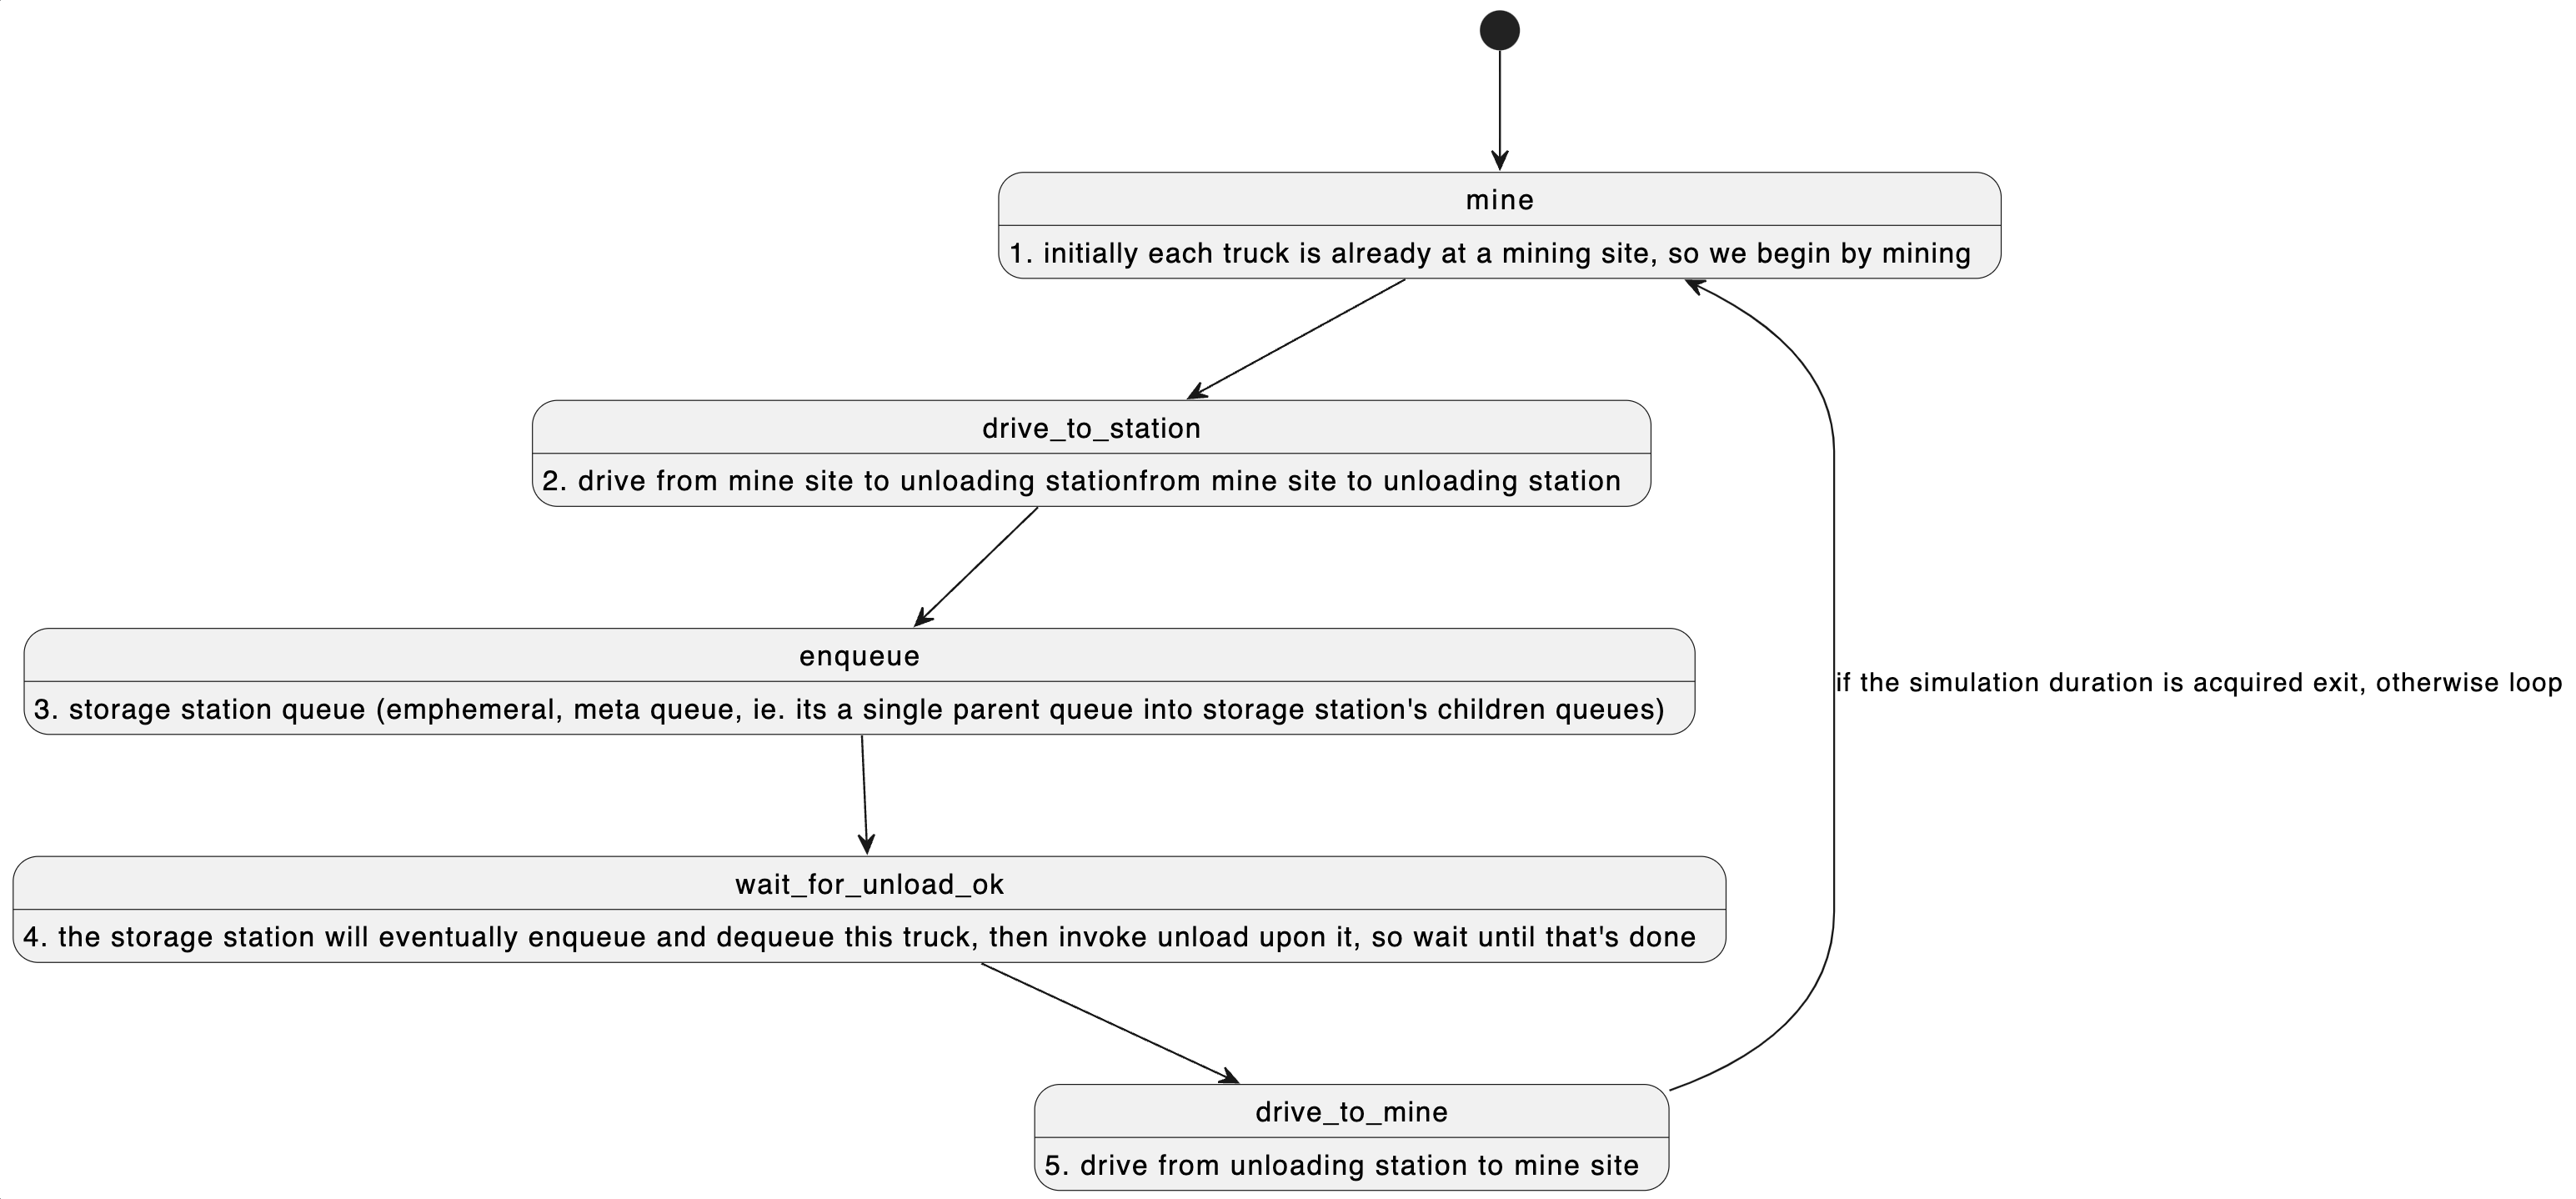 mine
1. initially each truck is already at a mining site, so we begin by mining
drive_to_station
2. drive from mine site to unloading stationfrom mine site to unloading station
enqueue
3. storage station queue (emphemeral, meta queue, ie. its a single parent queue into storage station's children queues)
if the simulation duration is acquired exit, otherwise loop
wait_for_unload_ok
4. the storage station will eventually enqueue and dequeue this truck, then invoke unload upon it, so wait until that's done
drive_to_mine
5. drive from unloading station to mine site